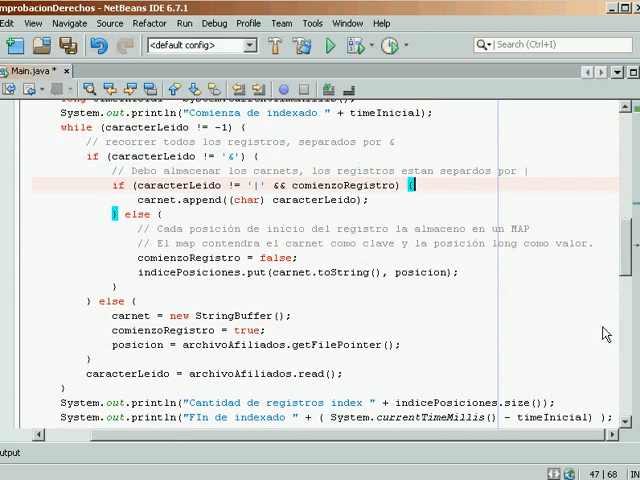 mprobacionDerechos - NetBeans IDE 6.7.1
Edit View Navigate Source Refactor Run Debug Profile Team Tools Window Help
<default config> Search (Ctrl+I)
Main.java *
System.out.println("Comienza de indexado " + timeInicial);
while (caracterLeido != -1) {
// recorrer todos los registros, separados por &
if (caracterLeido != '&') {
// Debo almacenar los carnets, los registros estan separdos por |
if (caracterLeido != '|' && comienzoRegistro) {
carnet.append((char) caracterLeido);
} else {
// Cada posición de inicio del registro la almaceno en un MAP
// El map contendra el carnet como clave y la posición long como valor.
comienzoRegistro = false;
indicePosiciones.put(carnet.toString(), posicion);
}
} else {
carnet = new StringBuffer();
comienzoRegistro = true;
posicion = archivoAfiliados.getFilePointer();
}
caracterLeido = archivoAfiliados.read();
}
System.out.println("Cantidad de registros index " + indicePosiciones.size());
System.out.println("FIn de indexado " + ( System.currentTimeMillis() - timeInicial) );
utput
47 | 68 IN